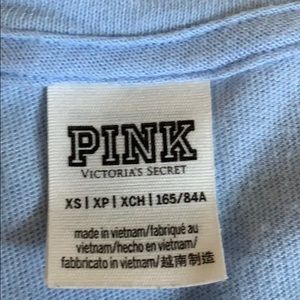 PINK
VICTORIA'S SECRET
XS | XP | XCH | 165/84A
made in vietnam/fabriqué au
vietnam/hecho en vietnam/
fabbricato in vietnam/越南制造